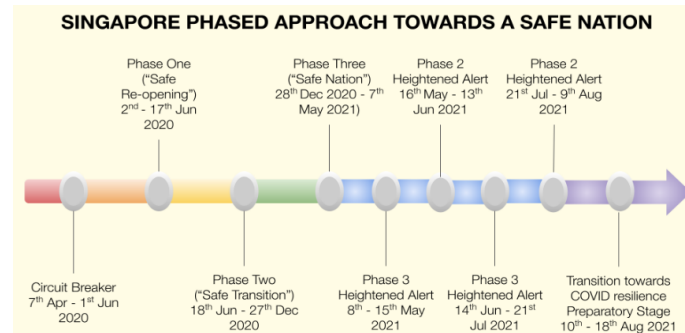 SINGAPORE PHASED APPROACH TOWARDS A SAFE NATION
Phase One
("Safe
Re-opening")
2nd - 17th Jun
2020
Phase Three
("Safe Nation")
28th Dec 2020 - 7th
May 2021)
Phase 2
Heightened Alert
16th May - 13th
Jun 2021
Phase 2
Heightened Alert
21st Jul - 9th Aug
2021
Circuit Breaker
7th Apr - 1st Jun
2020
Phase Two
("Safe Transition")
18th Jun - 27th Dec
2020
Phase 3
Heightened Alert
8th - 15th May
2021
Phase 3
Heightened Alert
14th Jun - 21st
Jul 2021
Transition towards
COVID resilience
Preparatory Stage
10th - 18th Aug 2021